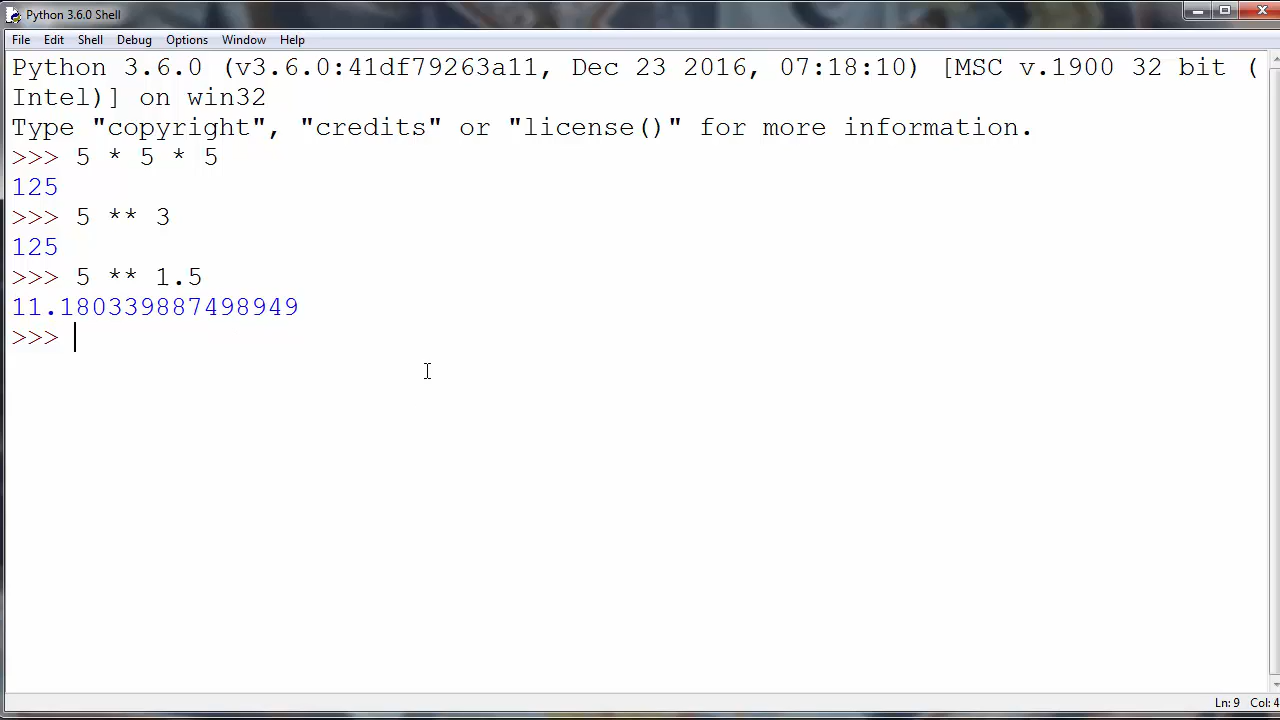 Python 3.6.0 Shell
File Edit Shell Debug Options Window Help
Python 3.6.0 (v3.6.0:41df79263a11, Dec 23 2016, 07:18:10) [MSC v.1900 32 bit (
Intel)] on win32
Type "copyright", "credits" or "license()" for more information.
>>> 5 * 5 * 5
125
>>> 5 ** 3
125
>>> 5 ** 1.5
11.180339887498949
>>>
Ln: 9 Col: 4